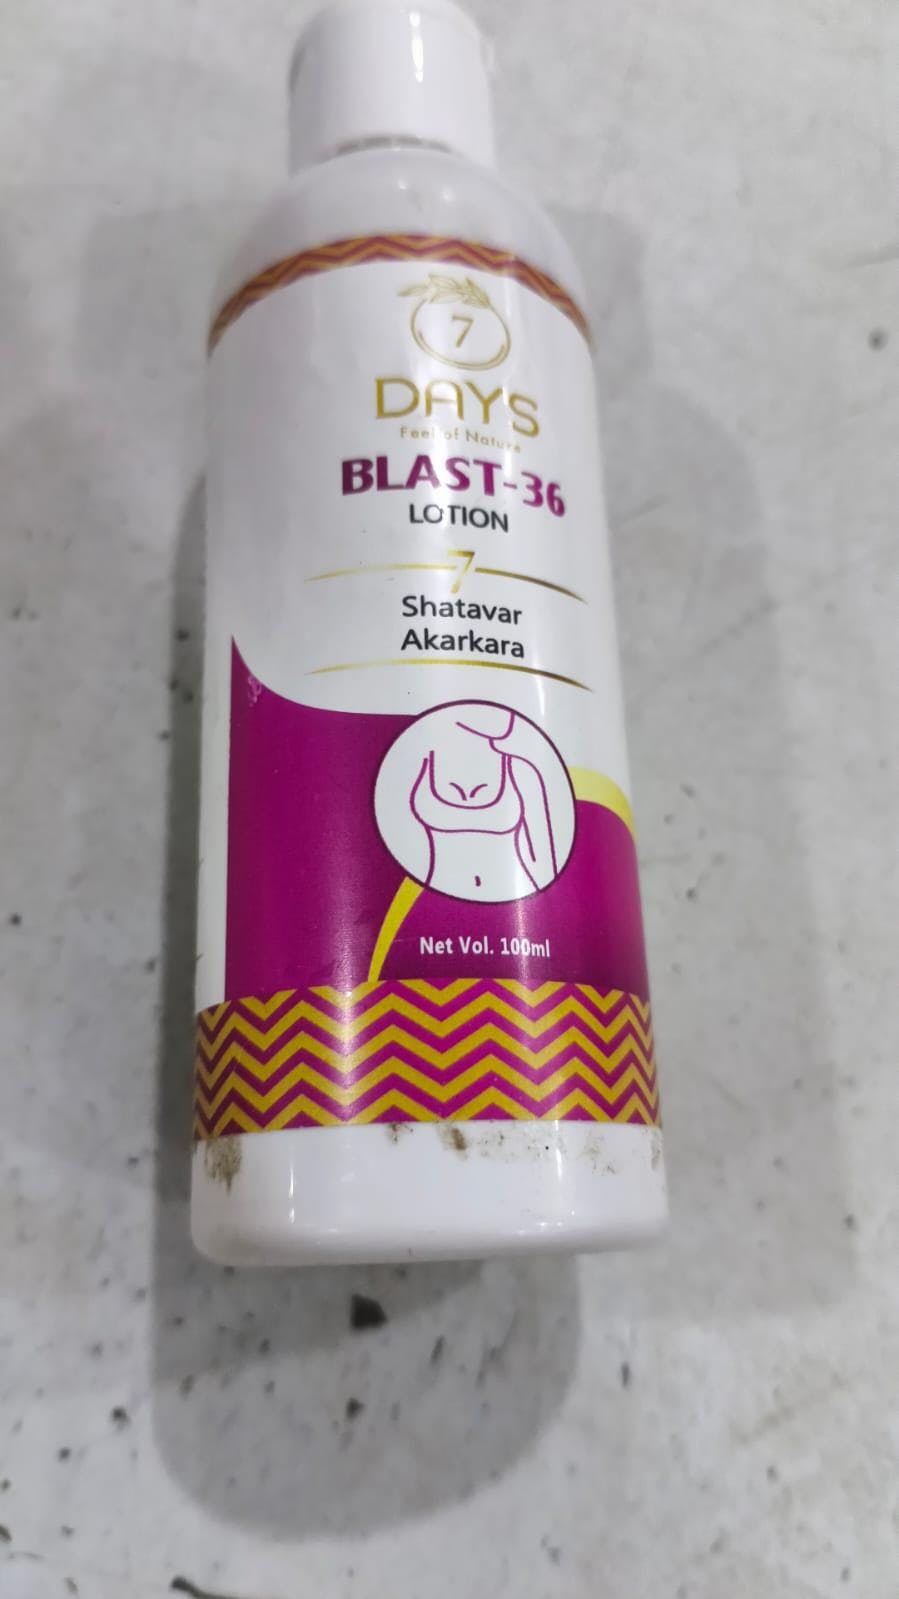 7
DAYS
Feel of Nature
BLAST-36
LOTION
7
Shatavar
Akarkara
Net Vol. 100ml